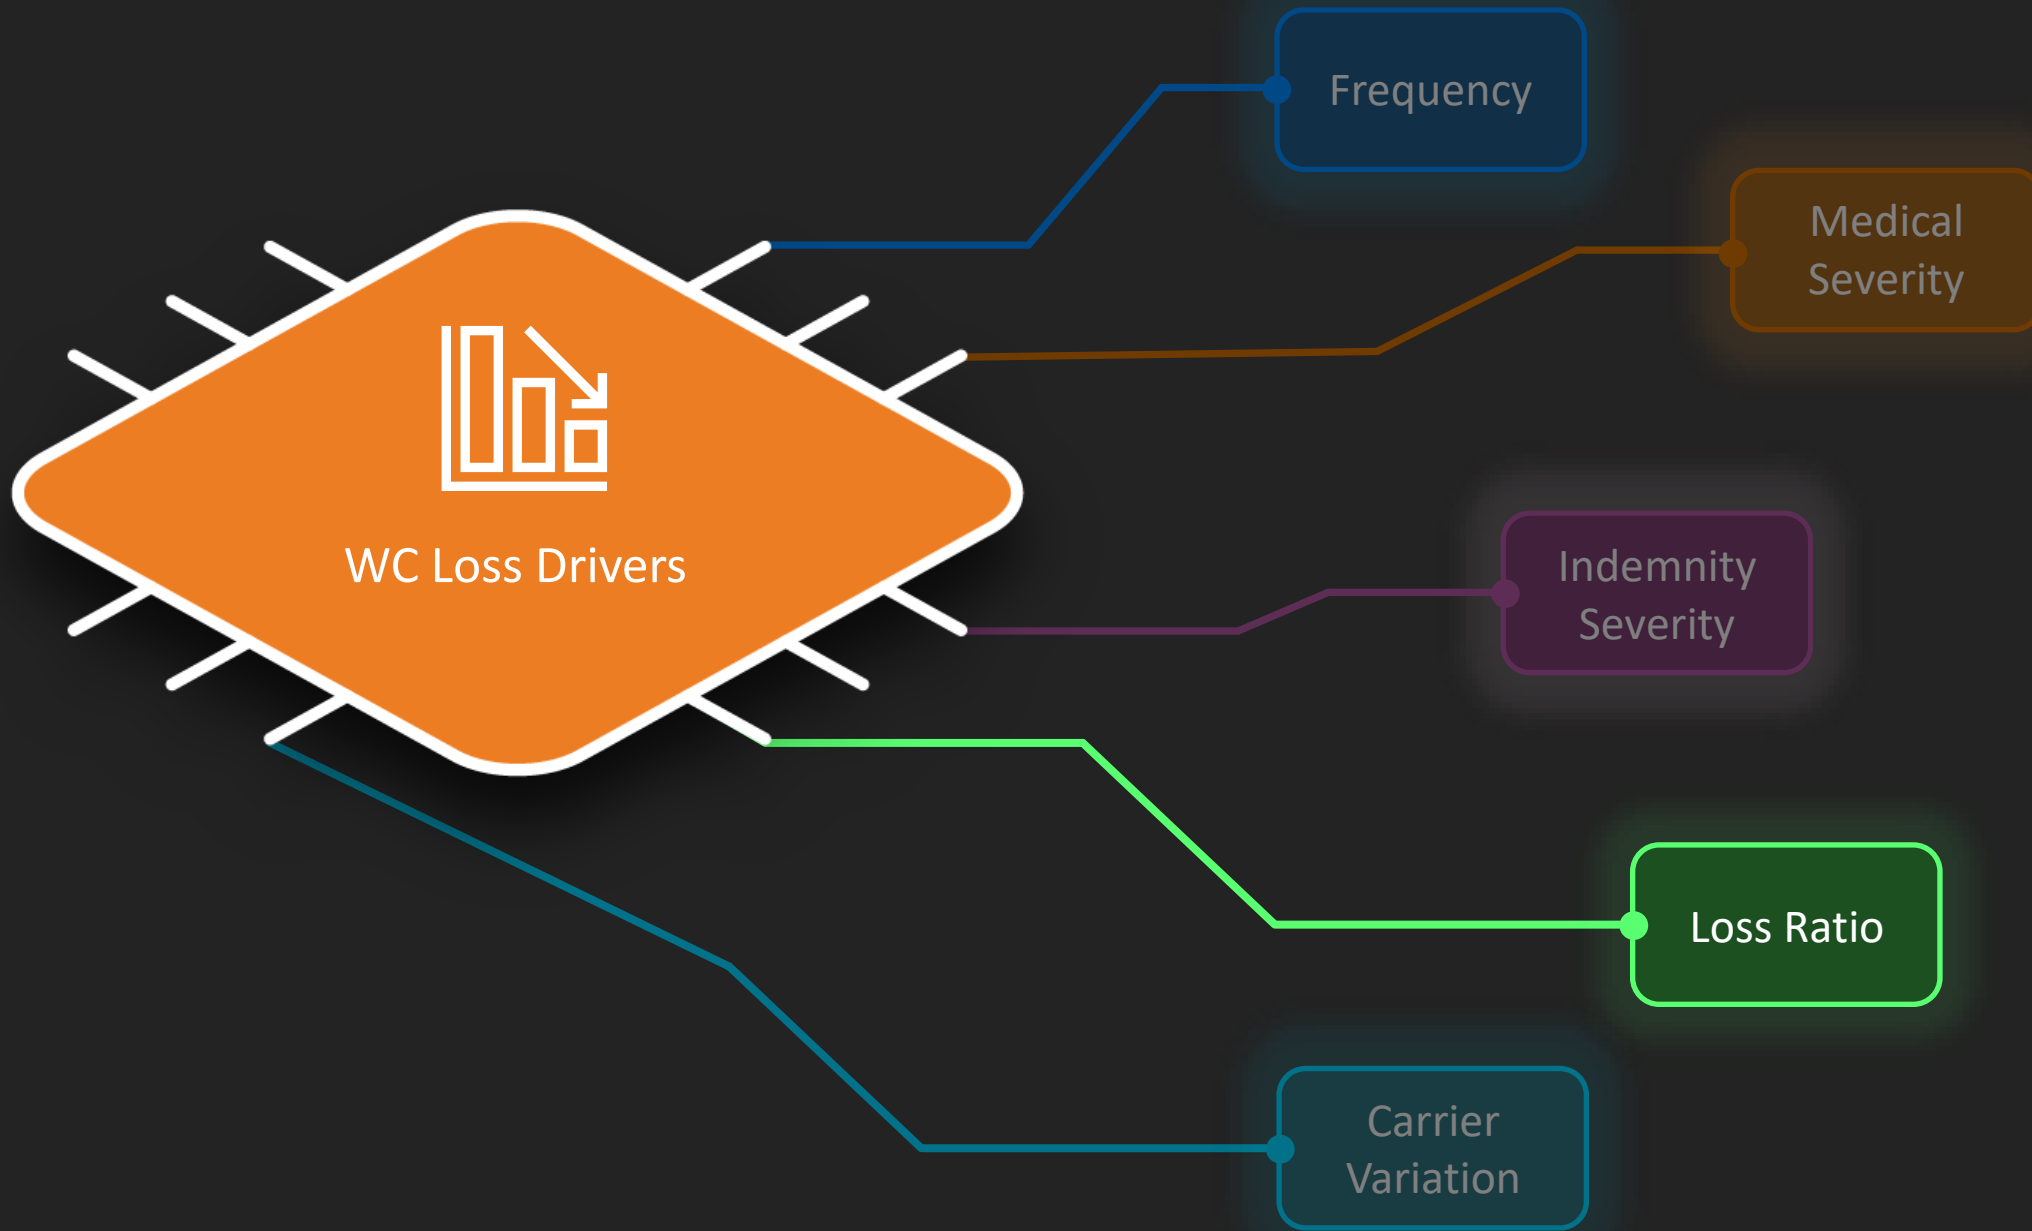 Frequency
Medical
Severity
WC Loss Drivers
Indemnity
Severity
Loss Ratio
Carrier
Variation